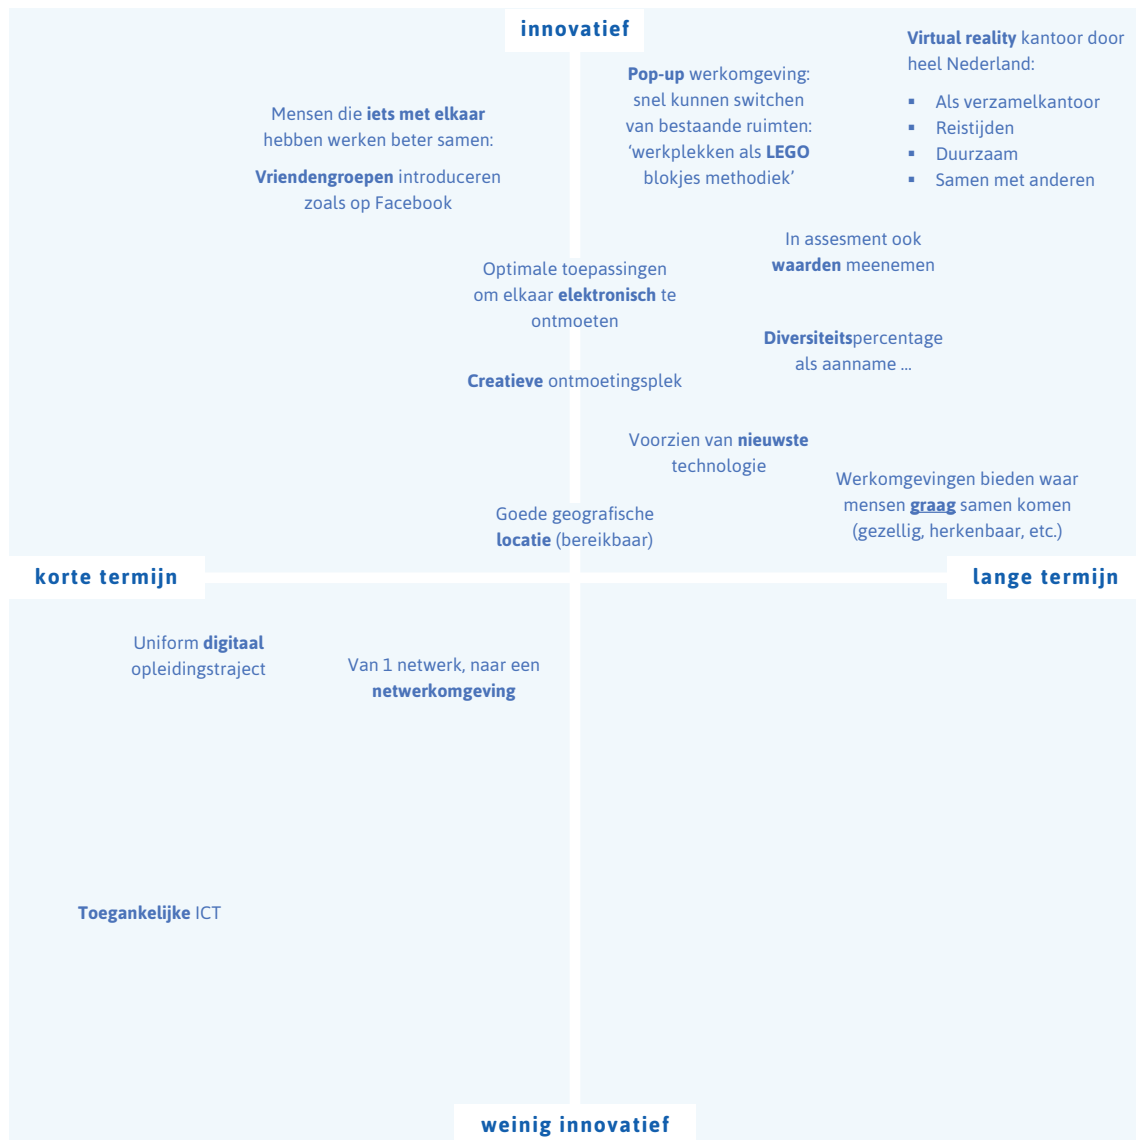 innovatief
Virtual reality kantoor door
heel Nederland:
▪ Als verzamelkantoor
▪ Reistijden
▪ Duurzaam
▪ Samen met anderen
Pop-up werkomgeving:
snel kunnen switchen
van bestaande ruimten:
‘werkplekken als LEGO
blokjes methodiek’
Mensen die iets met elkaar
hebben werken beter samen:
Vriendengroepen introduceren
zoals op Facebook
In assesment ook
waarden meenemen
Optimale toepassingen
om elkaar elektronisch te
ontmoeten
Diversiteitspercentage
als aanname ...
Creatieve ontmoetingsplek
Voorzien van nieuwste
technologie
Werkomgevingen bieden waar
mensen graag samen komen
(gezellig, herkenbaar, etc.)
Goede geografische
locatie (bereikbaar)
korte termijn
lange termijn
Uniform digitaal
opleidingstraject
Van 1 netwerk, naar een
netwerkomgeving
Toegankelijke ICT
weinig innovatief